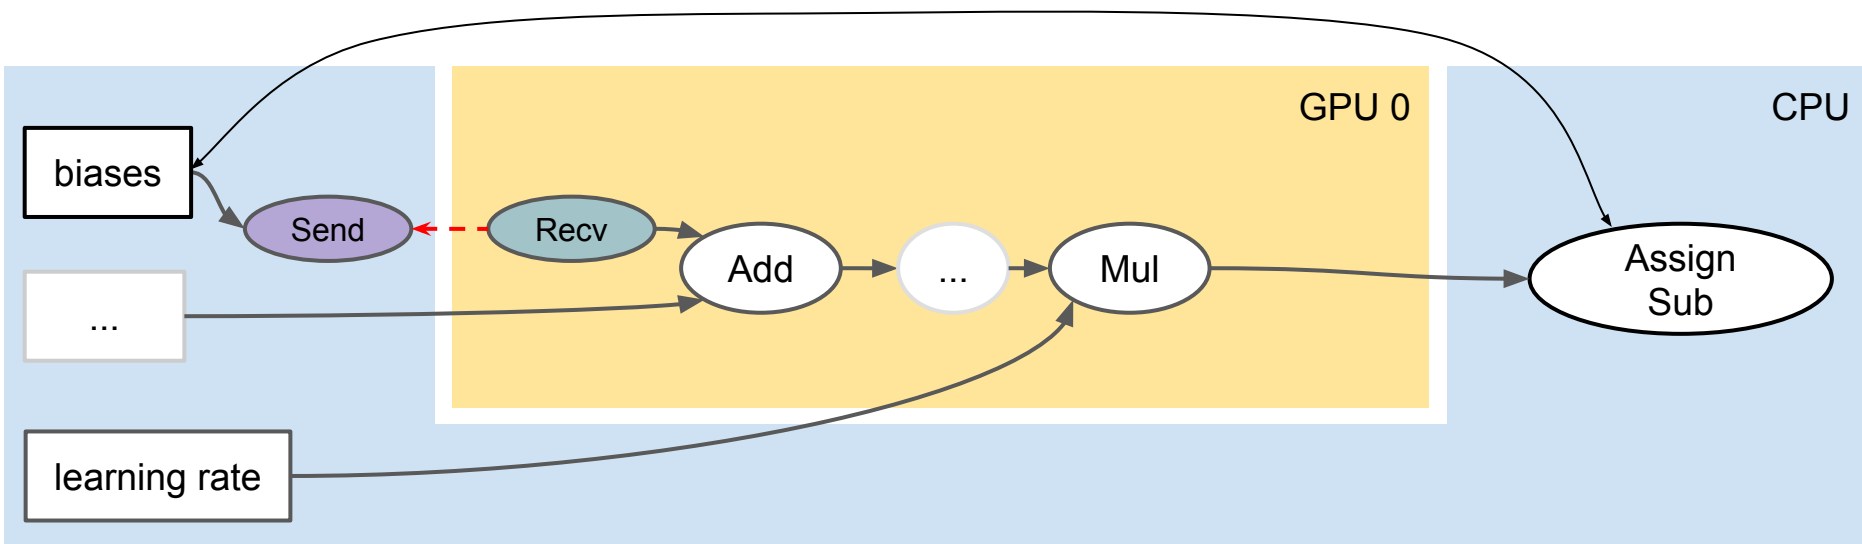 GPU 0
CPU
biases
Send
Recv
Add
...
Mul
Assign
Sub
...
learning rate